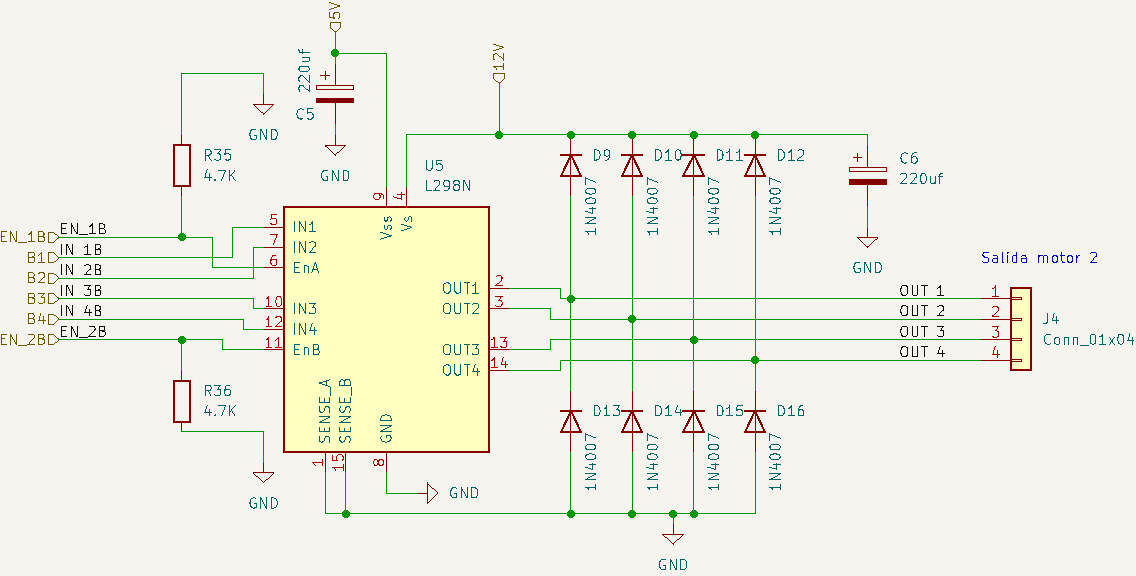 5V
220uf
+
C5
GND
12V
GND
R35
4.7K
U5
L298N
D9
1N4007
D10
1N4007
D11
1N4007
D12
1N4007
+
C6
220uf
GND
9
4
Vss
Vs
EN_1B
EN_1B
B1
IN 1B
B2
IN 2B
B3
IN 3B
B4
IN 4B
EN_2B
EN_2B
5
IN1
7
IN2
6
EnA
10
IN3
12
IN4
11
EnB
OUT1
2
OUT2
3
OUT3
13
OUT4
14
Salida motor 2
OUT 1
1
OUT 2
2
OUT 3
3
OUT 4
4
J4
Conn_01x04
R36
4.7K
GND
SENSE_A
SENSE_B
GND
1
15
8
GND
D13
1N4007
D14
1N4007
D15
1N4007
D16
1N4007
GND